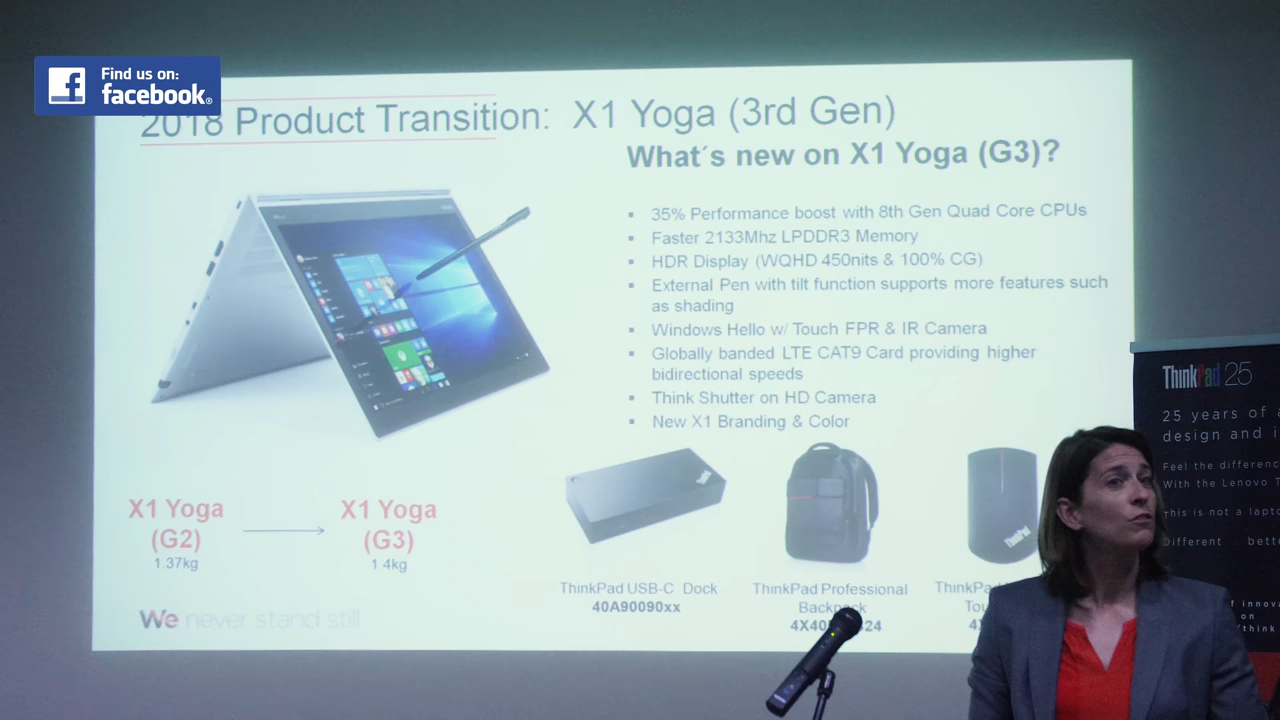 Find us on:
facebook®
2018 Product Transition: X1 Yoga (3rd Gen)
What´s new on X1 Yoga (G3)?
▪ 35% Performance boost with 8th Gen Quad Core CPUs
▪ Faster 2133Mhz LPDDR3 Memory
▪ HDR Display (WQHD 450nits & 100% CG)
▪ External Pen with tilt function supports more features such
as shading
▪ Windows Hello w/ Touch FPR & IR Camera
▪ Globally banded LTE CAT9 Card providing higher
bidirectional speeds
▪ Think Shutter on HD Camera
▪ New X1 Branding & Color
X1 Yoga
(G2)
1.37kg
X1 Yoga
(G3)
1.4kg
ThinkPad USB-C Dock
40A90090xx
ThinkPad Professional
Backpack
24
ThinkPad
ThinkPad
We never stand still
ThinkPad 25
25 years of
design and
Feel the difference
With the Lenovo
This is not a
Different
of
on